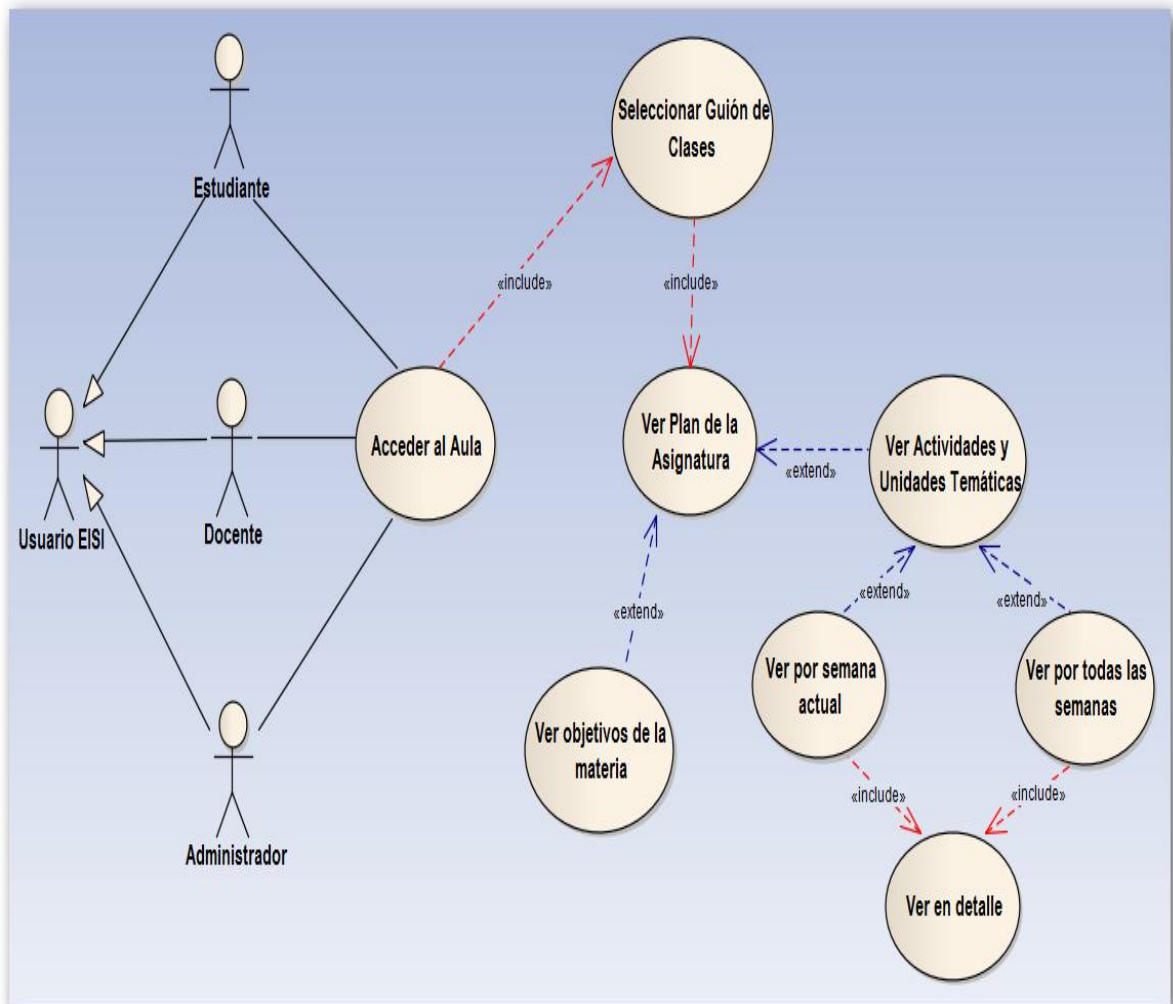 Seleccionar Guión de
Clases
Estudiante
«include»
«include»
Acceder al Aula
Ver Plan de la
Asignatura
Ver Actividades y
Unidades Temáticas
«extend»
Usuario EISI
Docente
«extend»
«extend»
«extend»
Ver por semana
actual
Ver por todas las
semanas
Ver objetivos de la
materia
«include»
«include»
Administrador
Ver en detalle